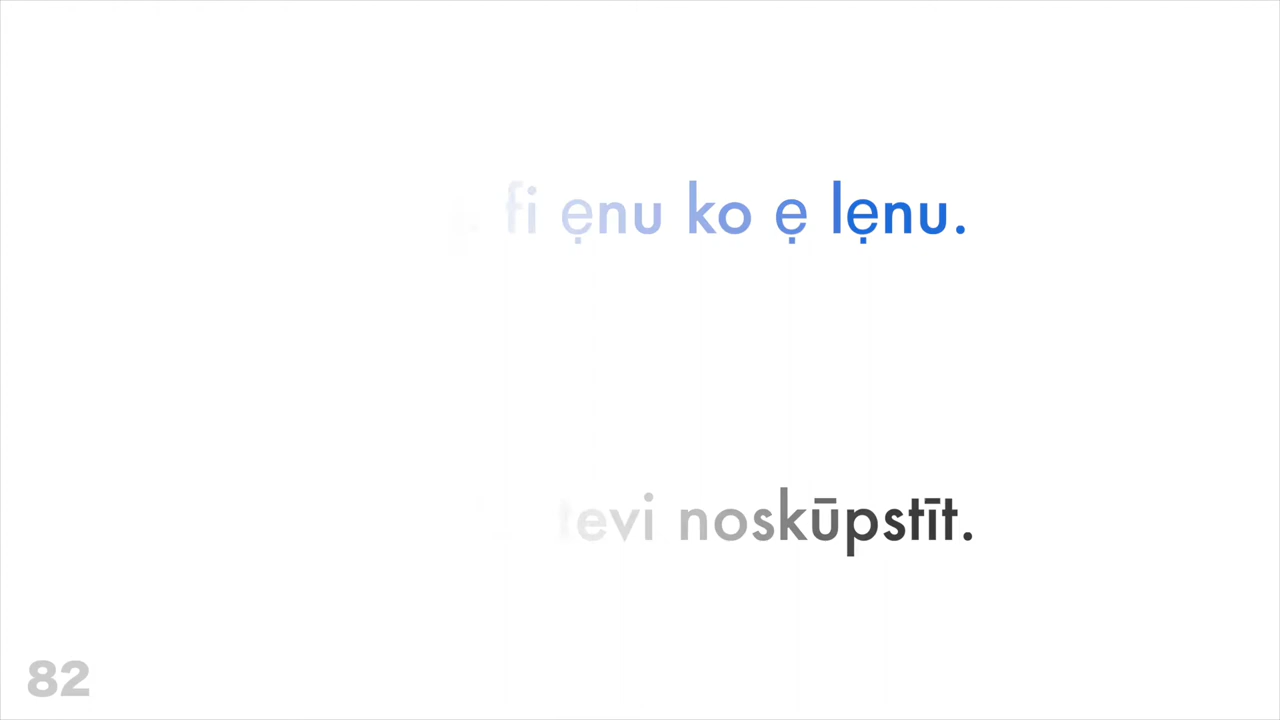 fi ẹnu ko ẹ lẹnu.
tevi noskūpstīt.
82